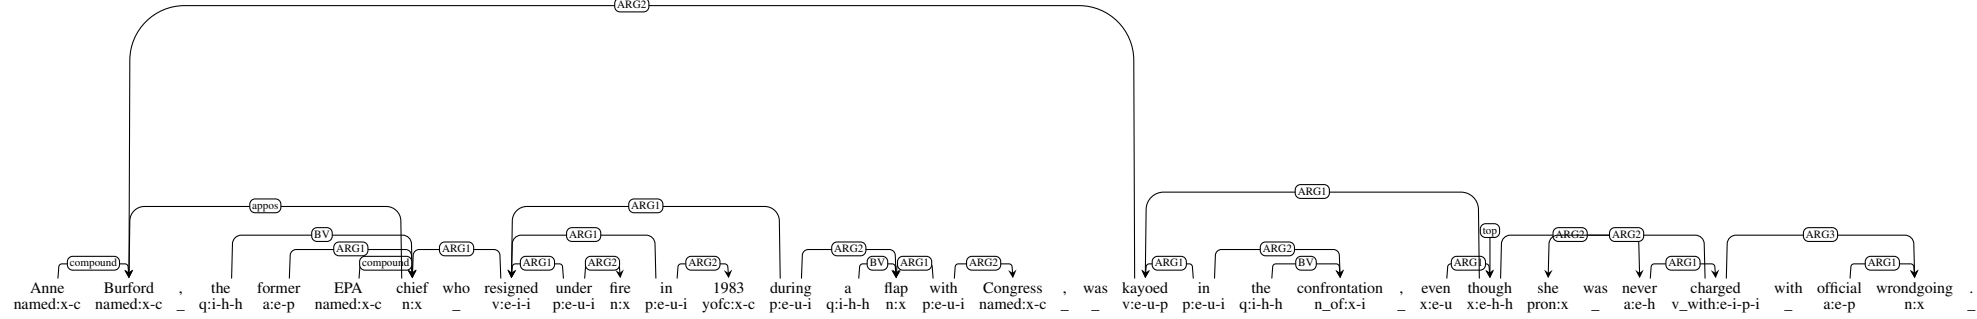 ARG2
appos ARG1 ARG1
BV ARG1 top ARG2 ARG2 ARG3
ARG1 ARG1 ARG2 ARG2
compound compound ARG1 ARG2 ARG2 BV ARG1 ARG2 ARG1 BV ARG1 ARG1 ARG1
Anne Burford , the former EPA chief who resigned under fire in 1983 during a flap with Congress , was kayoed in the confrontation , even though she was never charged with official wrondgoing .
named:x-c named:x-c _ q:i-h-h a:e-p named:x-c n:x _ v:e-i-i p:e-u-i n:x p:e-u-i yofc:x-c p:e-u-i q:i-h-h n:x p:e-u-i named:x-c _ _ v:e-u-p p:e-u-i q:i-h-h n_of:x-i _ x:e-u x:e-h-h pron:x _ a:e-h v_with:e-i-p-i _ a:e-p n:x _